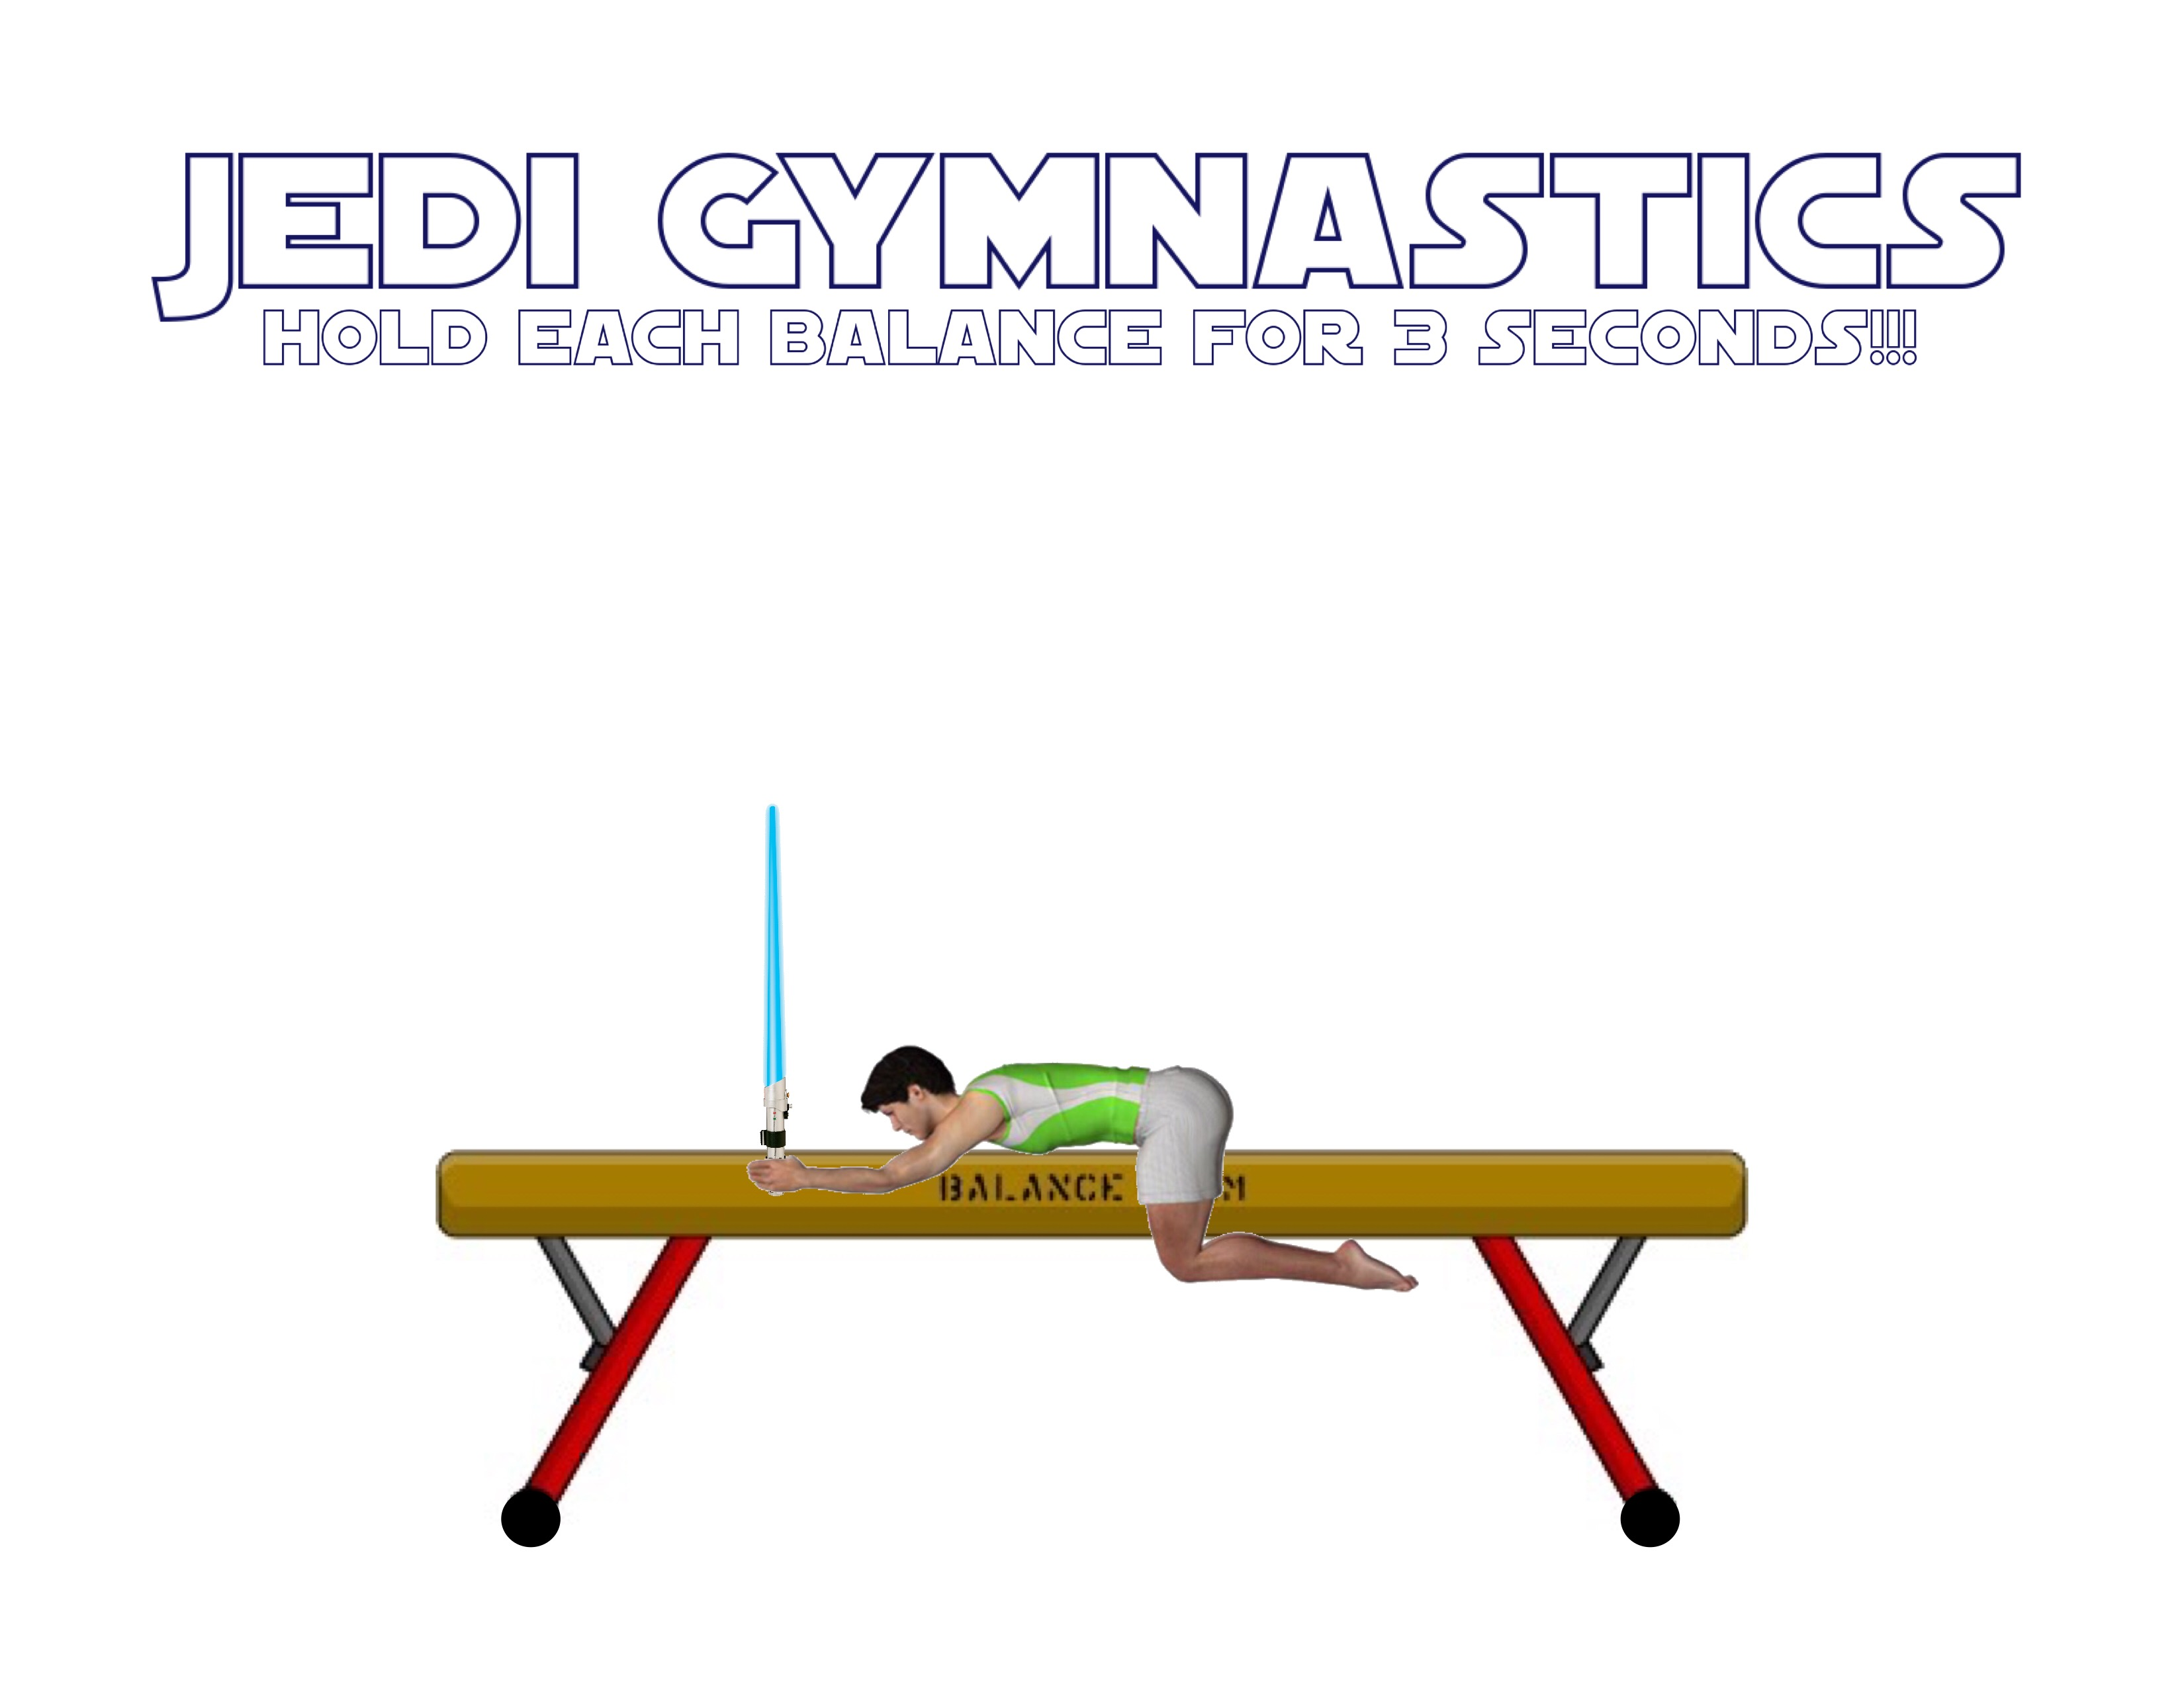 JEDI GYMNASTICS
HOLD EACH BALANCE FOR 3 SECONDS!!!
BALANCE M